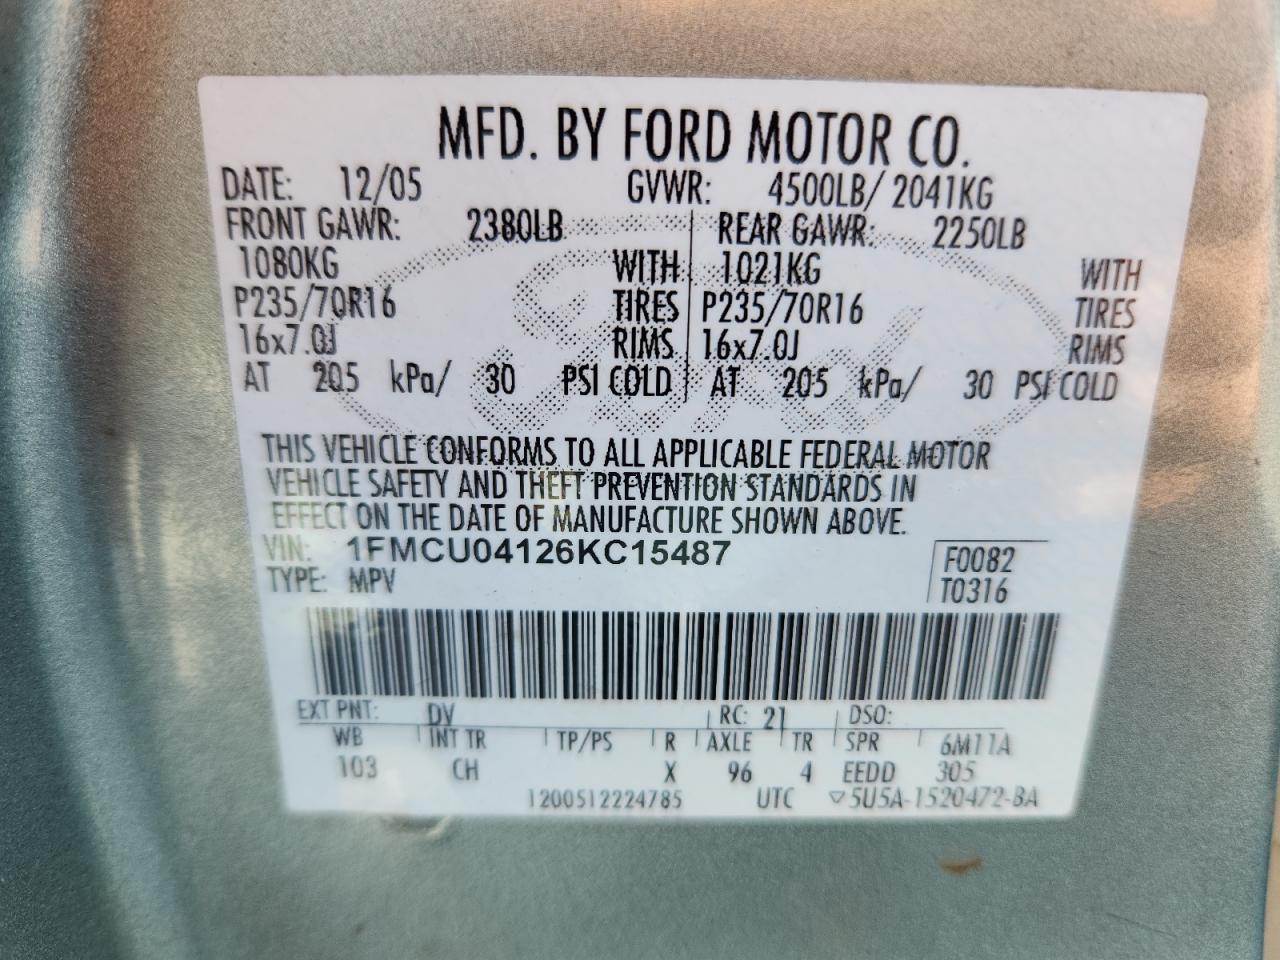 MFD. BY FORD MOTOR CO.
DATE: 12/05 GVWR: 4500LB/ 2041KG
FRONT GAWR: 2380LB REAR GAWR: 2250LB
1080KG WITH 1021KG WITH
P235/70R16 TIRES P235/70R16 TIRES
16x7.0J RIMS 16x7.0J RIMS
AT 205 kPa/ 30 PSI COLD AT 205 kPa/ 30 PSI COLD
THIS VEHICLE CONFORMS TO ALL APPLICABLE FEDERAL MOTOR
VEHICLE SAFETY AND THEFT PREVENTION STANDARDS IN
EFFECT ON THE DATE OF MANUFACTURE SHOWN ABOVE.
VIN: 1FMCU04126KC15487 F0082
TYPE: MPV T0316
EXT PNT: DV RC: 21 DSO:
WB INT TR TP/PS R AXLE TR SPR 6M11A
103 CH X 96 4 EEDD 305
1200512224785 UTC ▽5U5A-1520472-BA